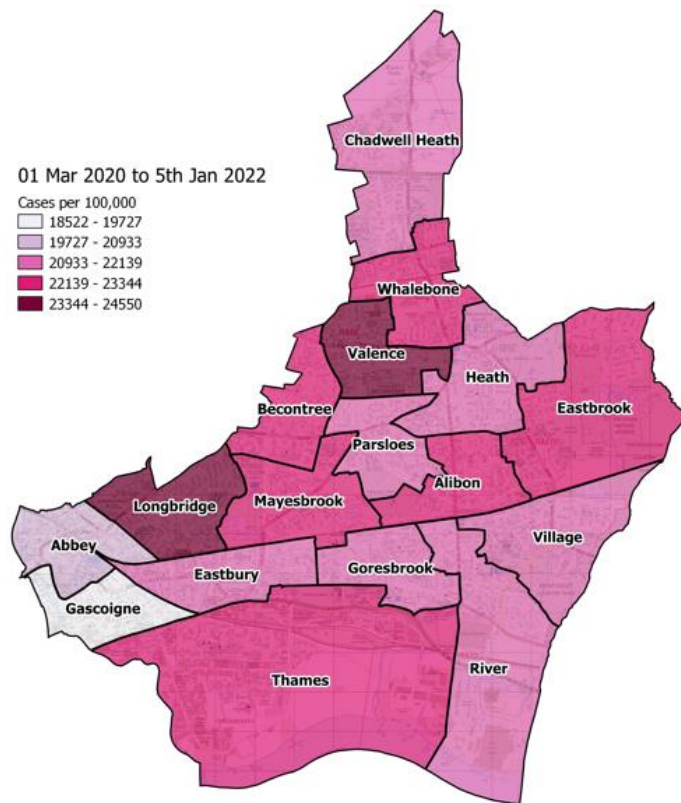 Chadwell Heath
01 Mar 2020 to 5th Jan 2022
Cases per 100,000
18522 - 19727
19727 - 20933
20933 - 22139
22139 - 23344
23344 - 24550
Whalebone
Valence
Heath
Becontree
Eastbrook
Parsloes
Alibon
Longbridge
Mayesbrook
Village
Abbey
Goresbrook
Eastbury
Gascoigne
River
Thames